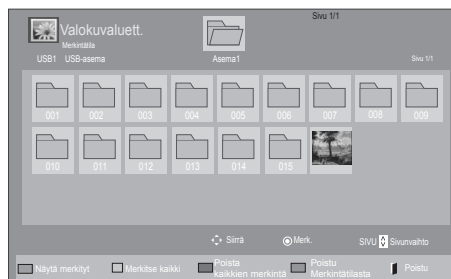 Sivu 1/1
Valokuvaluett.
Merkintätila
USB1 USB-asema Asema1 Sivu 1/1
001 002 003 004 005 006 007 008 009
010 011 012 013 014 015
Siirrä Merk. SIVU Sivunvaihto
Näytä merkityt Merkitse kaikki Poista kaikkien merkintä Poistu Merkintätilasta Poistu